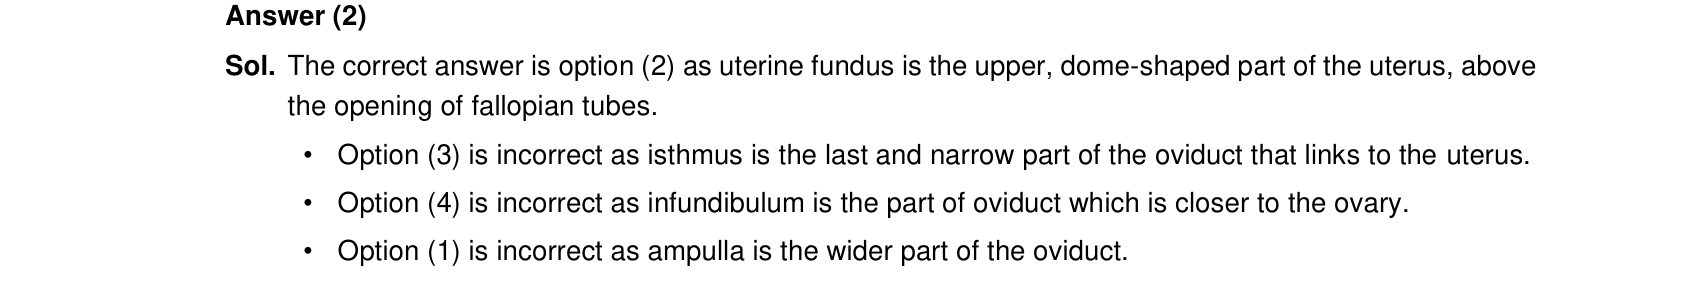 Answer (2)
Sol. The correct answer is option (2) as uterine fundus is the upper, dome-shaped part of the uterus, above
the opening of fallopian tubes.
• Option (3) is incorrect as isthmus is the last and narrow part of the oviduct that links to the uterus.
• Option (4) is incorrect as infundibulum is the part of oviduct which is closer to the ovary.
• Option (1) is incorrect as ampulla is the wider part of the oviduct.